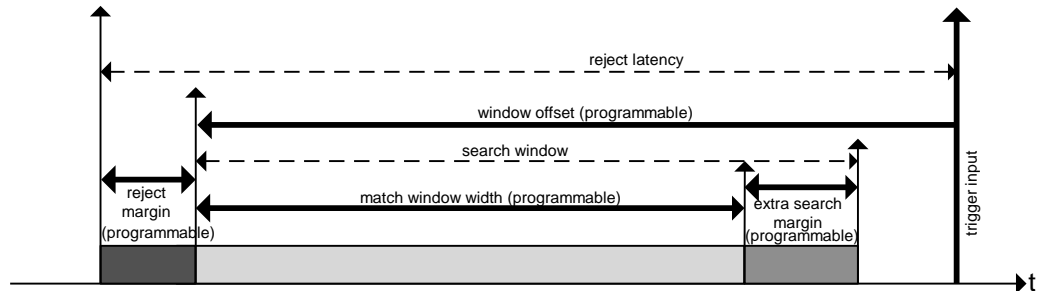 reject latency
window offset (programmable)
search window
reject
margin
(programmable)
match window width (programmable)
extra search
margin
(programmable)
trigger input
t